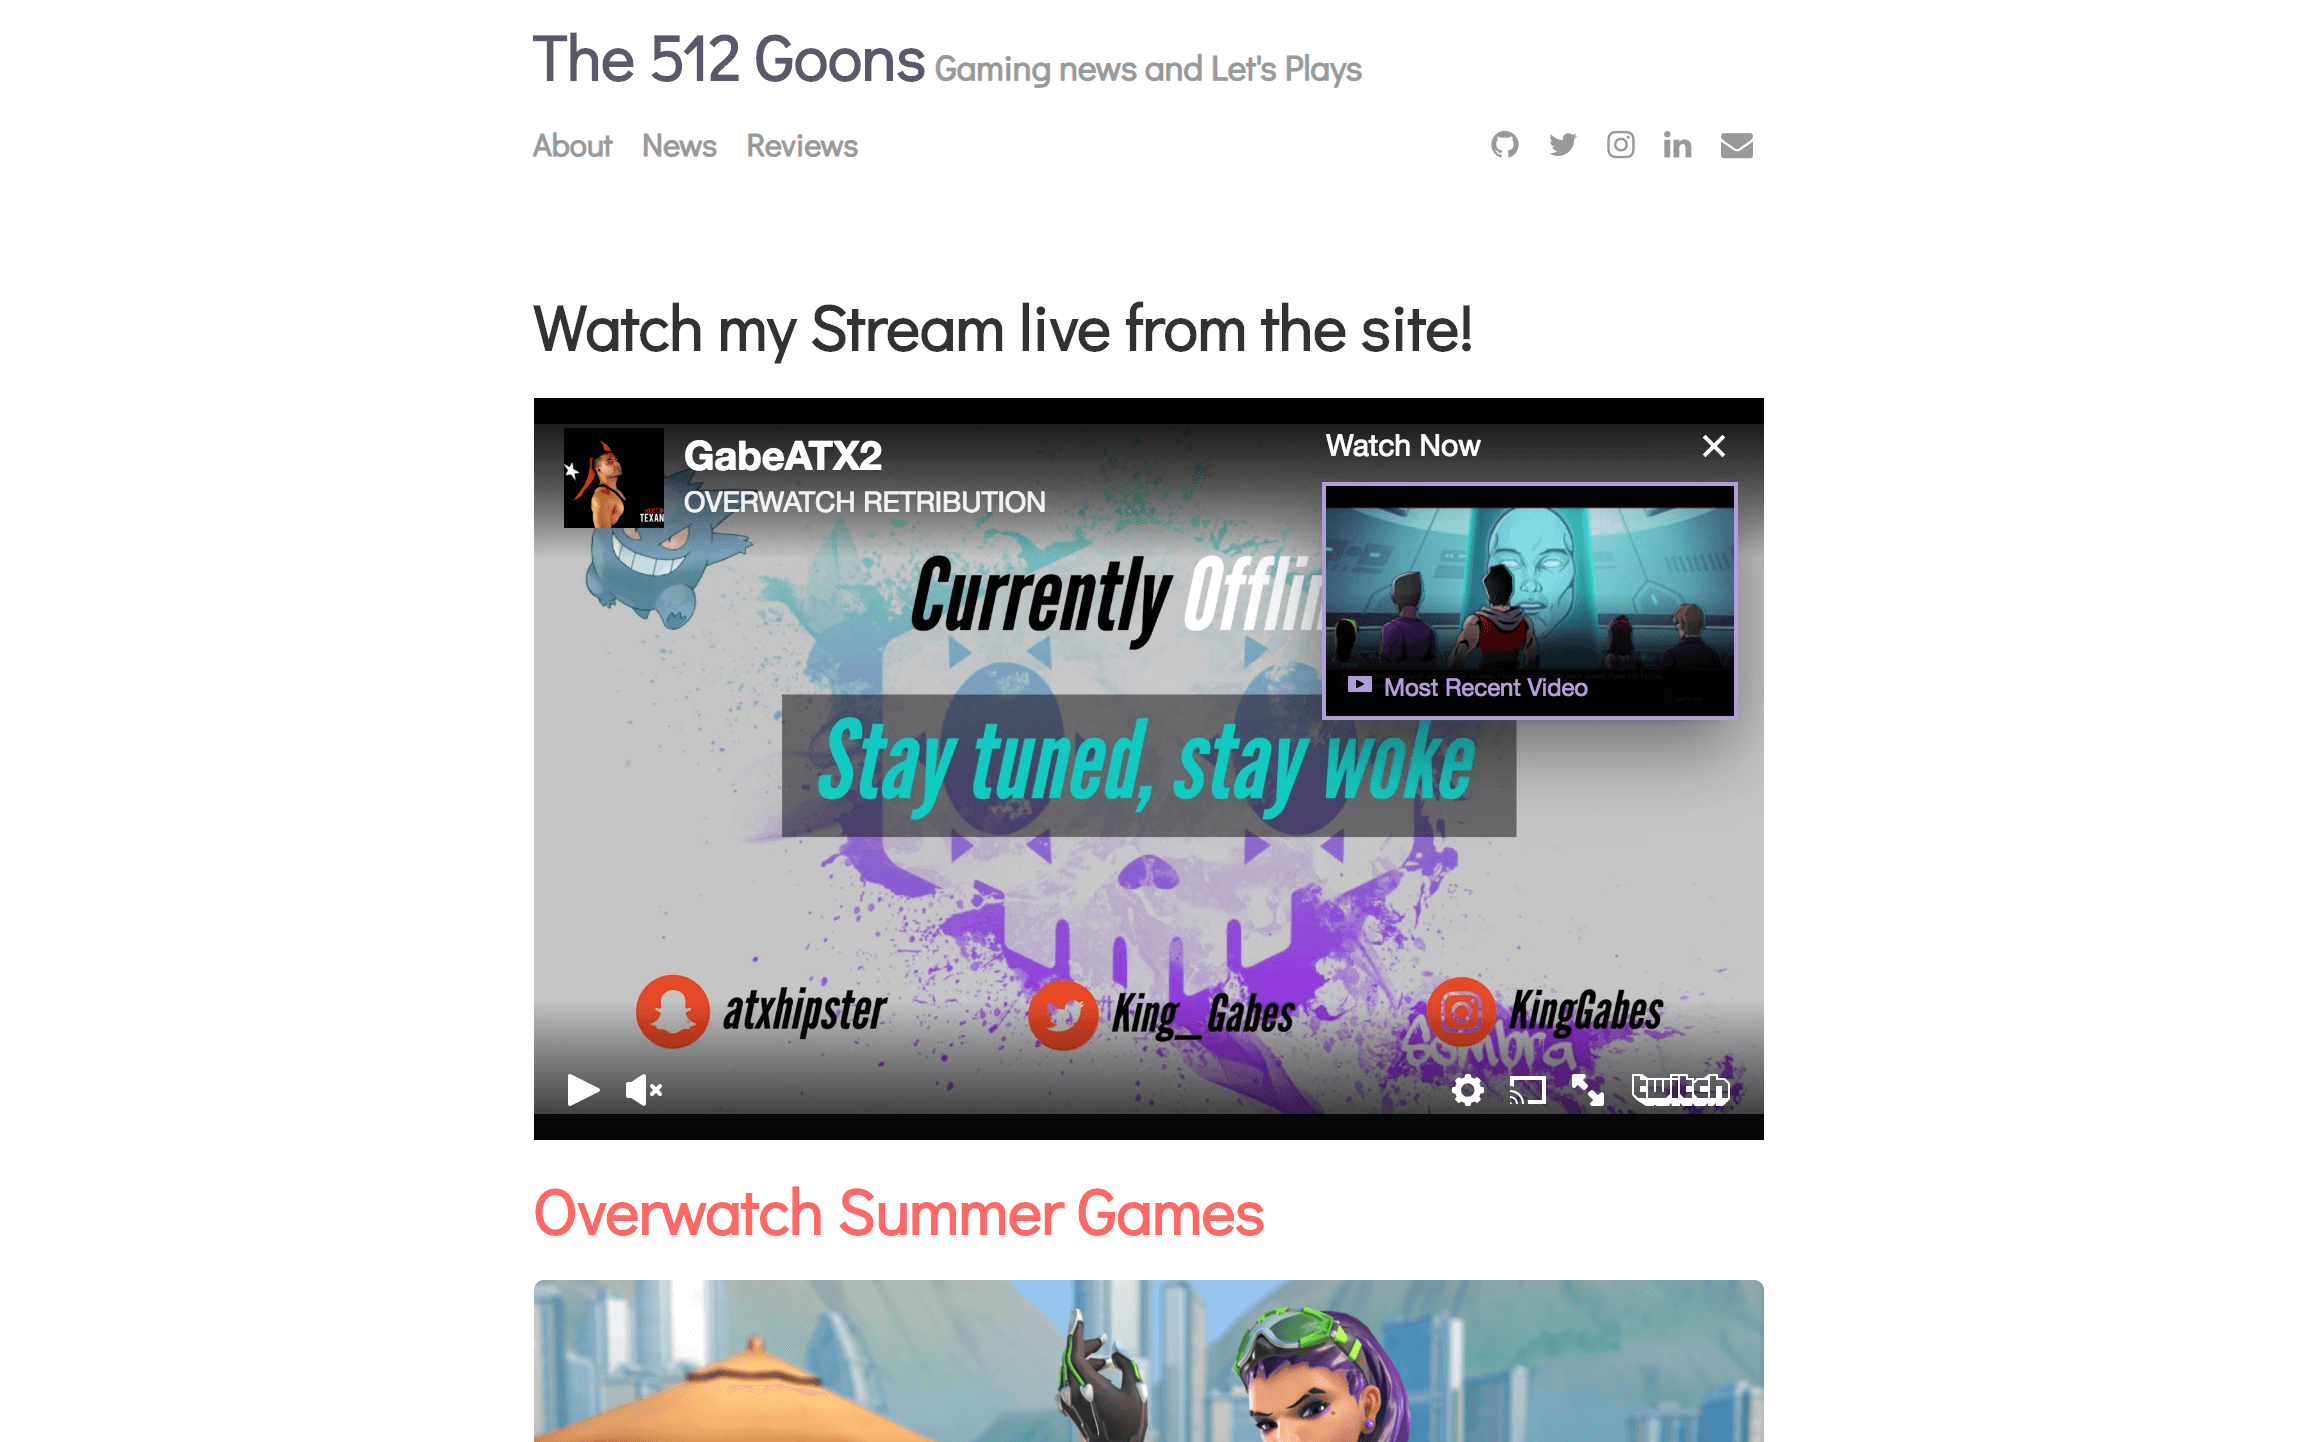 The 512 Goons Gaming news and Let's Plays
About News Reviews
Watch my Stream live from the site!
GabeATX2
OVERWATCH RETRIBUTION
TEXAN
Watch Now
Most Recent Video
Currently
Stay tuned, stay woke
atxhipster
King_Gabes
KingGabes
sombra
twitch
Overwatch Summer Games